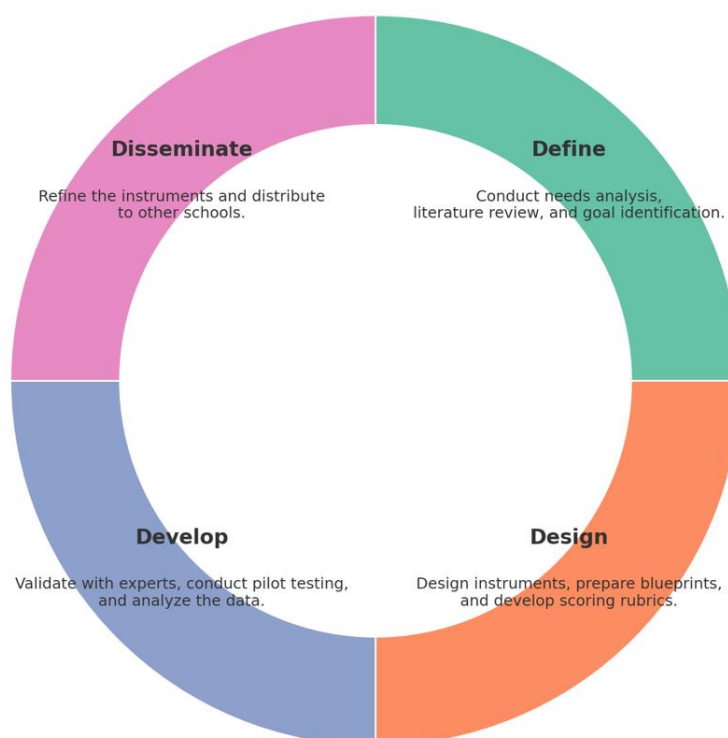 Disseminate
Refine the instruments and distribute
to other schools.
Define
Conduct needs analysis,
literature review, and goal identification.
Develop
Validate with experts, conduct pilot testing,
and analyze the data.
Design
Design instruments, prepare blueprints,
and develop scoring rubrics.